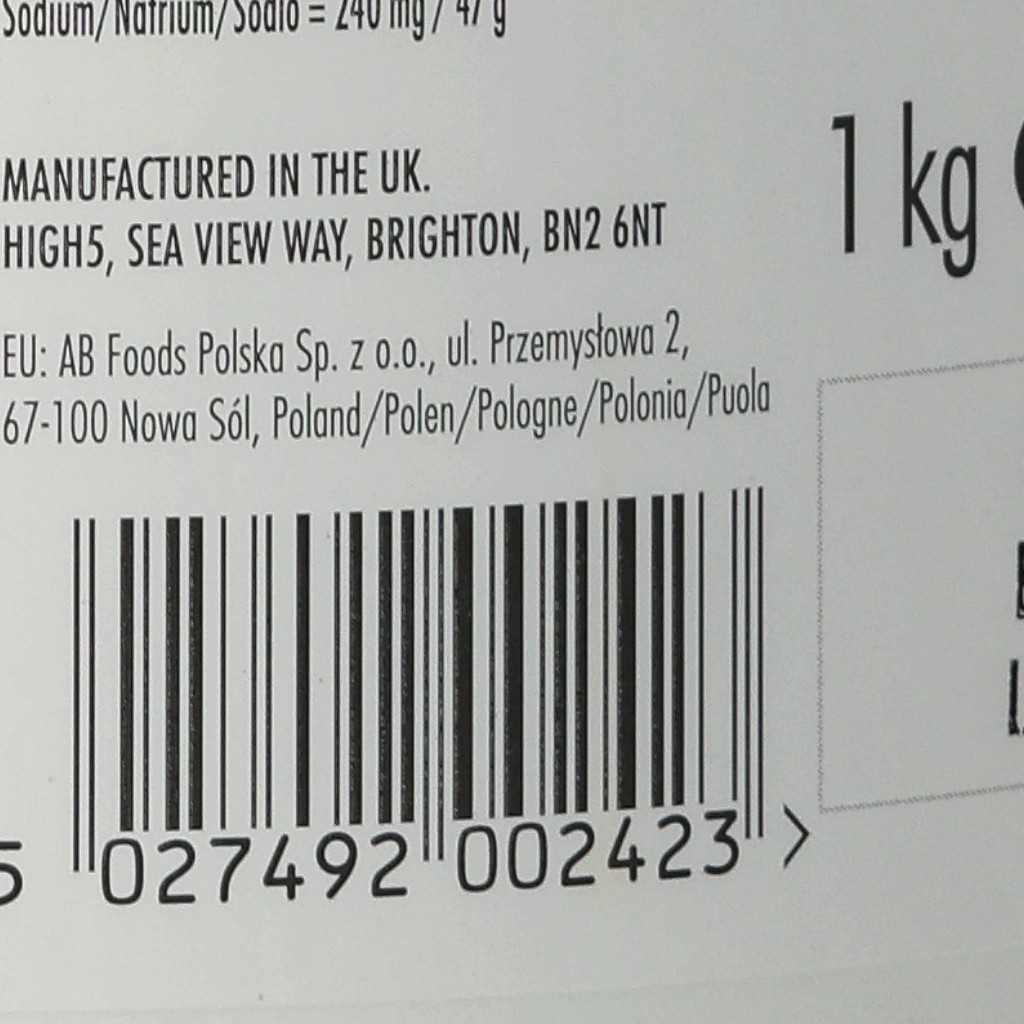 Sodium/Natrium/Sodio = 240 mg / 47 g
MANUFACTURED IN THE UK.
HIGH5, SEA VIEW WAY, BRIGHTON, BN2 6NT
1 kg
EU: AB Foods Polska Sp. z o.o., ul. Przemysłowa 2,
67-100 Nowa Sól, Poland/Polen/Pologne/Polonia/Puola
5 027492 002423 >